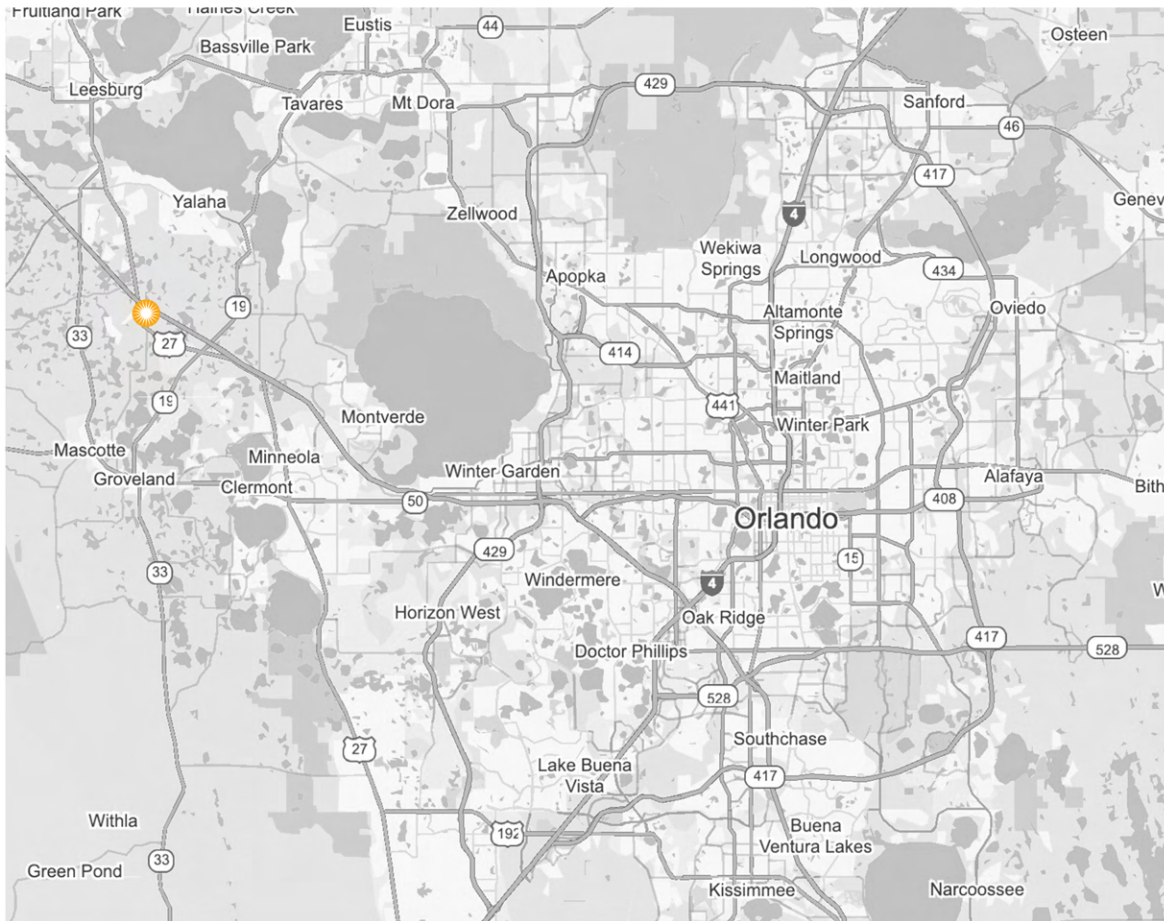 Fruitland Park
Haines Creek
Eustis
44
Osteen
Bassville Park
Leesburg
Tavares
Mt Dora
429
Sanford
46
417
Yalaha
Zellwood
4
Genev
Wekiwa
Springs
Longwood
434
Apopka
19
Oviedo
33
27
414
Altamonte
Springs
Maitland
19
441
Montverde
Winter Park
Mascotte
Minneola
Groveland
Clermont
Winter Garden
50
Alafaya
408
Bith
Orlando
429
15
33
Windermere
4
Horizon West
Oak Ridge
W
417
528
Doctor Phillips
528
27
Southchase
Lake Buena
Vista
417
Withla
192
Buena
Ventura Lakes
33
Green Pond
Kissimmee
Narcoossee